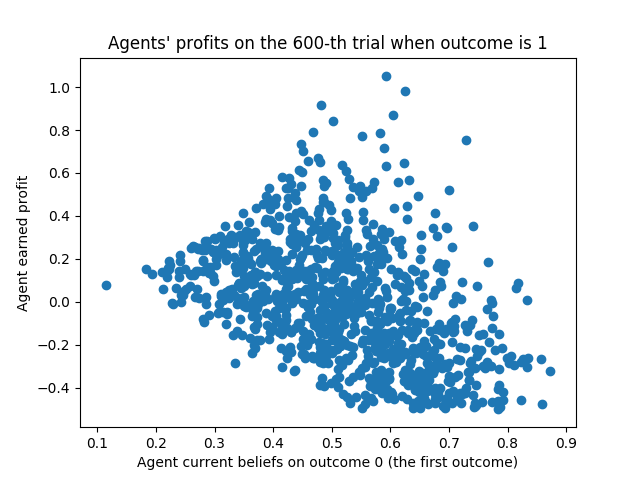 Agents' profits on the 600-th trial when outcome is 1
Agent earned profit
1.0
0.8
0.6
0.4
0.2
0.0
−0.2
−0.4
0.1 0.2 0.3 0.4 0.5 0.6 0.7 0.8 0.9
Agent current beliefs on outcome 0 (the first outcome)